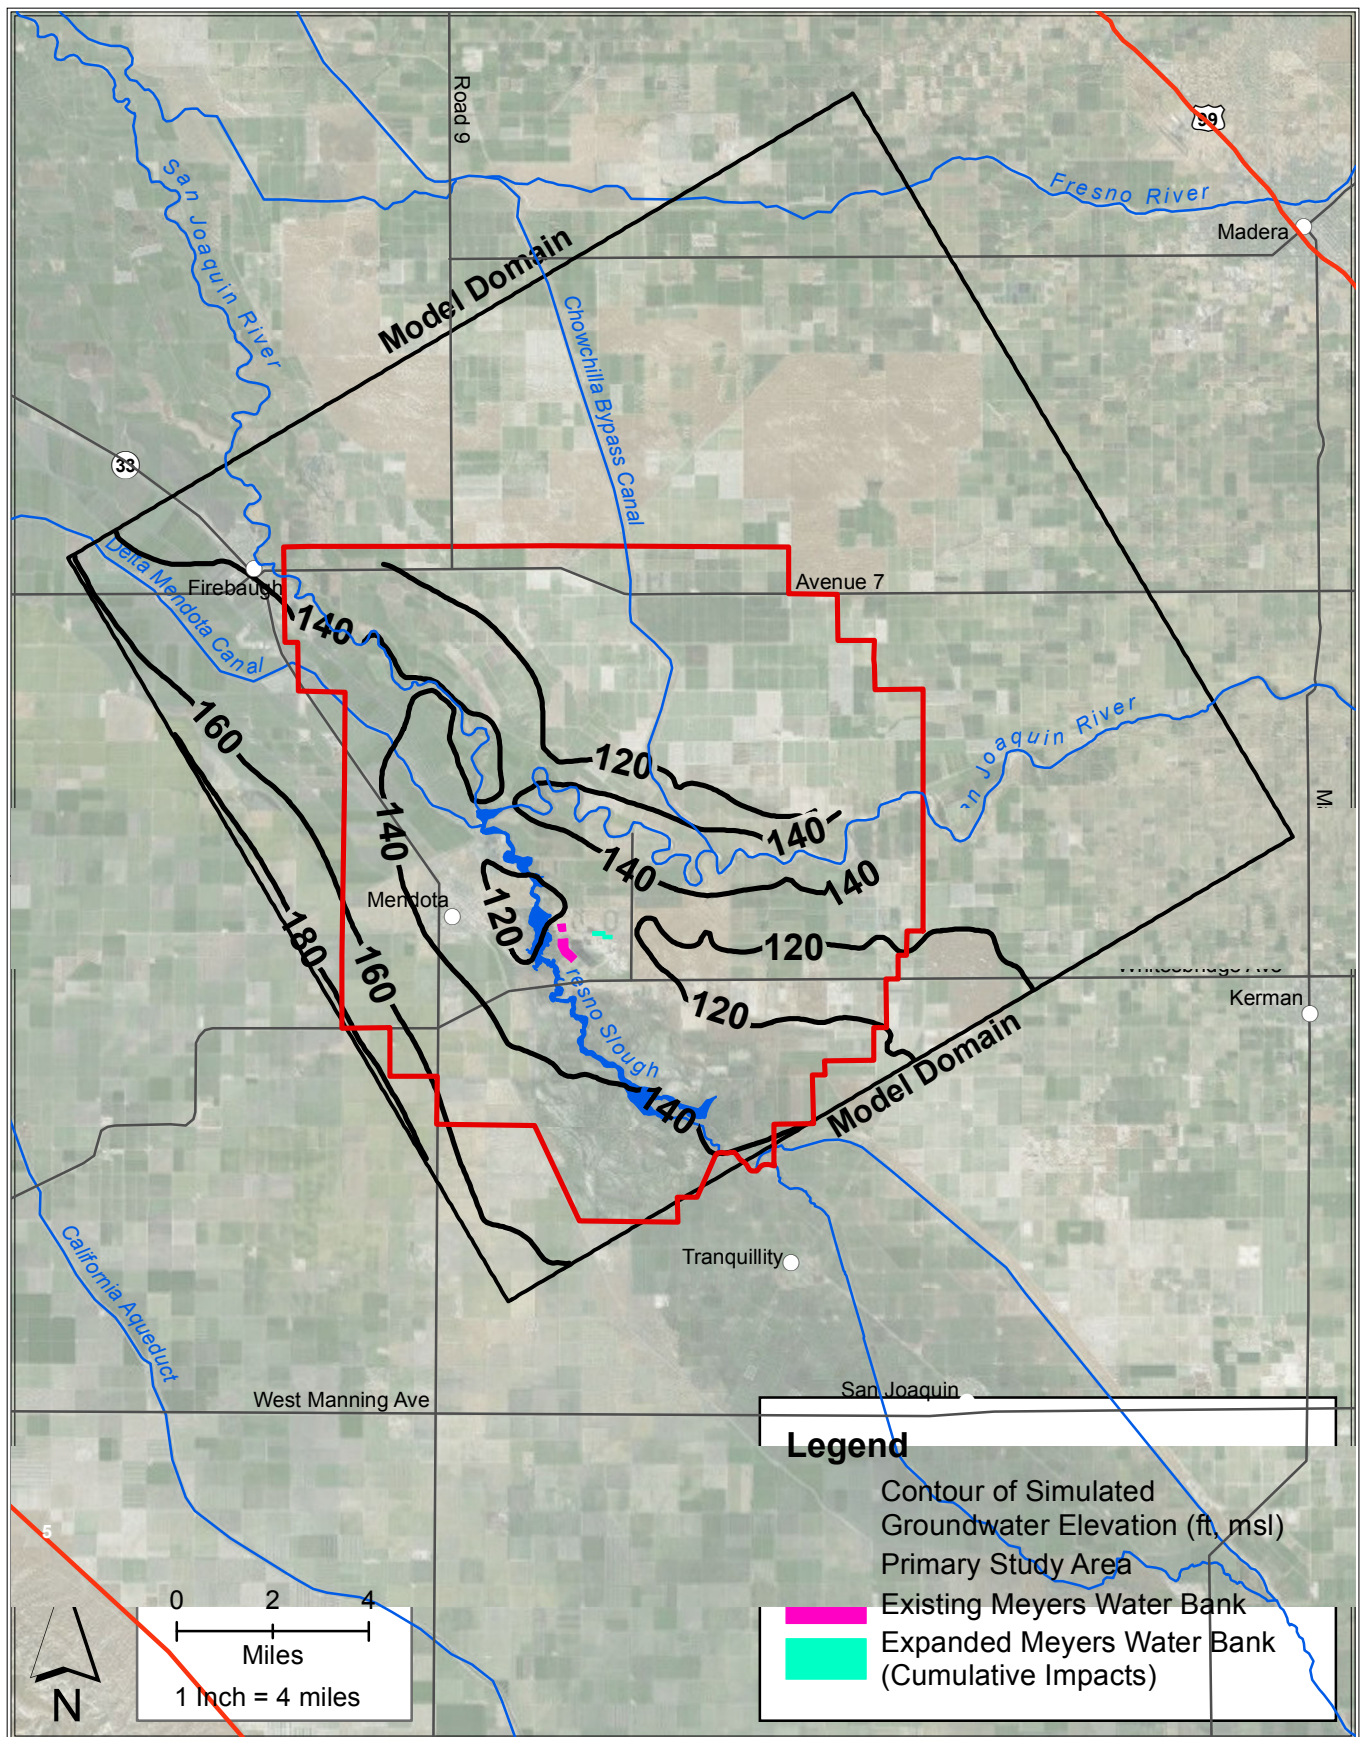 Road 9
99
San Joaquin River
Fresno River
Madera
Model Domain
Chowchilla Bypass Canal
33
Delta Mendota Canal
Firebaugh
Avenue 7
140
160
120
San Joaquin River
140
140
140
140
Mendota
120
180
160
120
120
resno Slough
Whitesbridge Ave
Kerman
Model Domain
140
California Aqueduct
Tranquillity
West Manning Ave
San Joaquin
Legend
Contour of Simulated
Groundwater Elevation (ft, msl)
Primary Study Area
Existing Meyers Water Bank
Expanded Meyers Water Bank
(Cumulative Impacts)
5
0 2 4
Miles
1 Inch = 4 miles
N